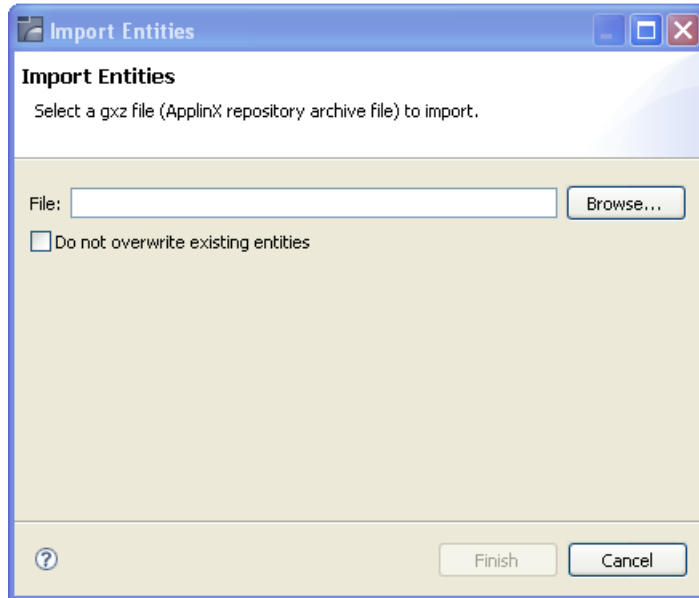 Import Entities
Import Entities
Select a gxz file (ApplinX repository archive file) to import.
File: Browse...
Do not overwrite existing entities
? Finish Cancel